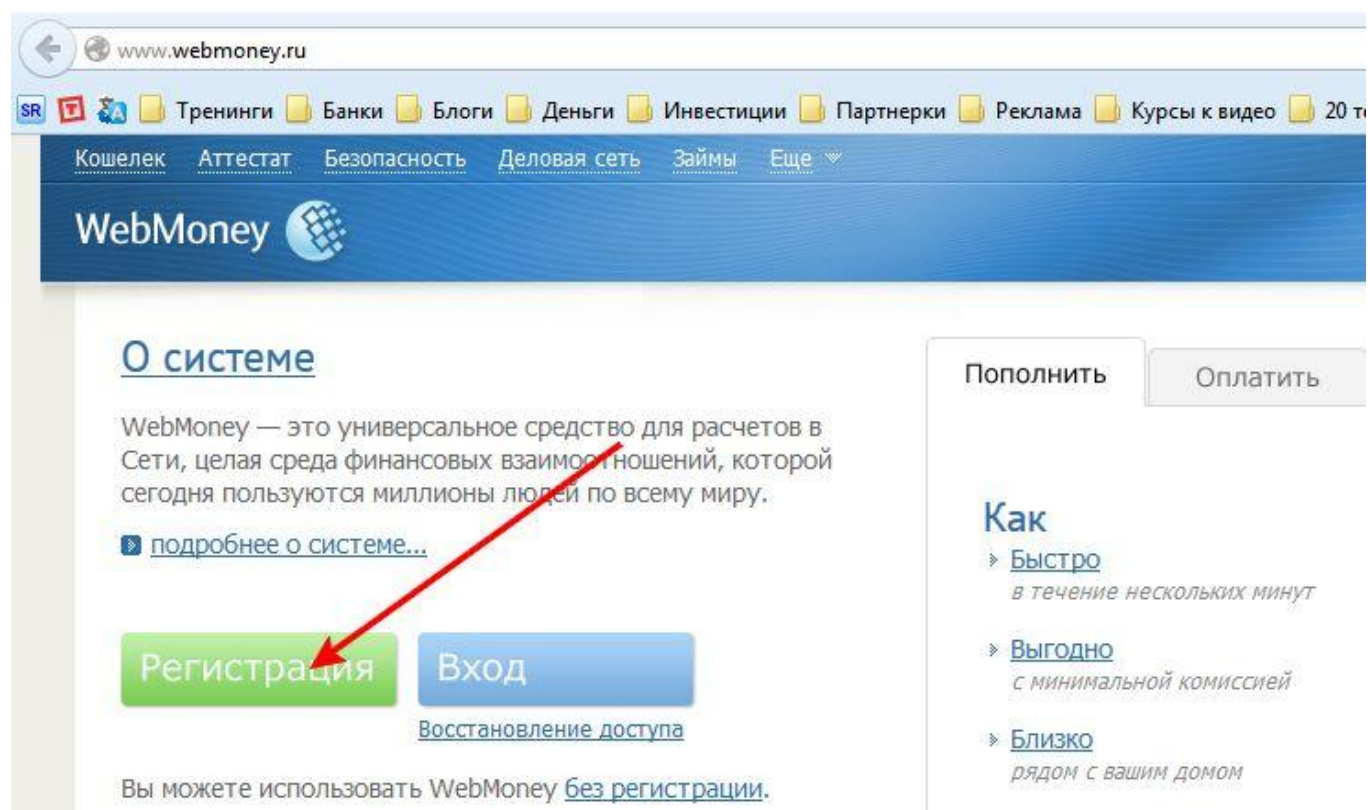 www.webmoney.ru
SR T Тренинги Банки Блоги Деньги Инвестиции Партнерки Реклама Курсы к видео 20
Кошелек Аттестат Безопасность Деловая сеть Займы Еще
WebMoney
О системе
WebMoney — это универсальное средство для расчетов в
Сети, целая среда финансовых взаимоотношений, которой
сегодня пользуются миллионы людей по всему миру.
подробнее о системе...
Регистрация Вход
Восстановление доступа
Вы можете использовать WebMoney без регистрации.
Пополнить Оплатить
Как
Быстро
в течение нескольких минут
Выгодно
с минимальной комиссией
Близко
рядом с вашим домом